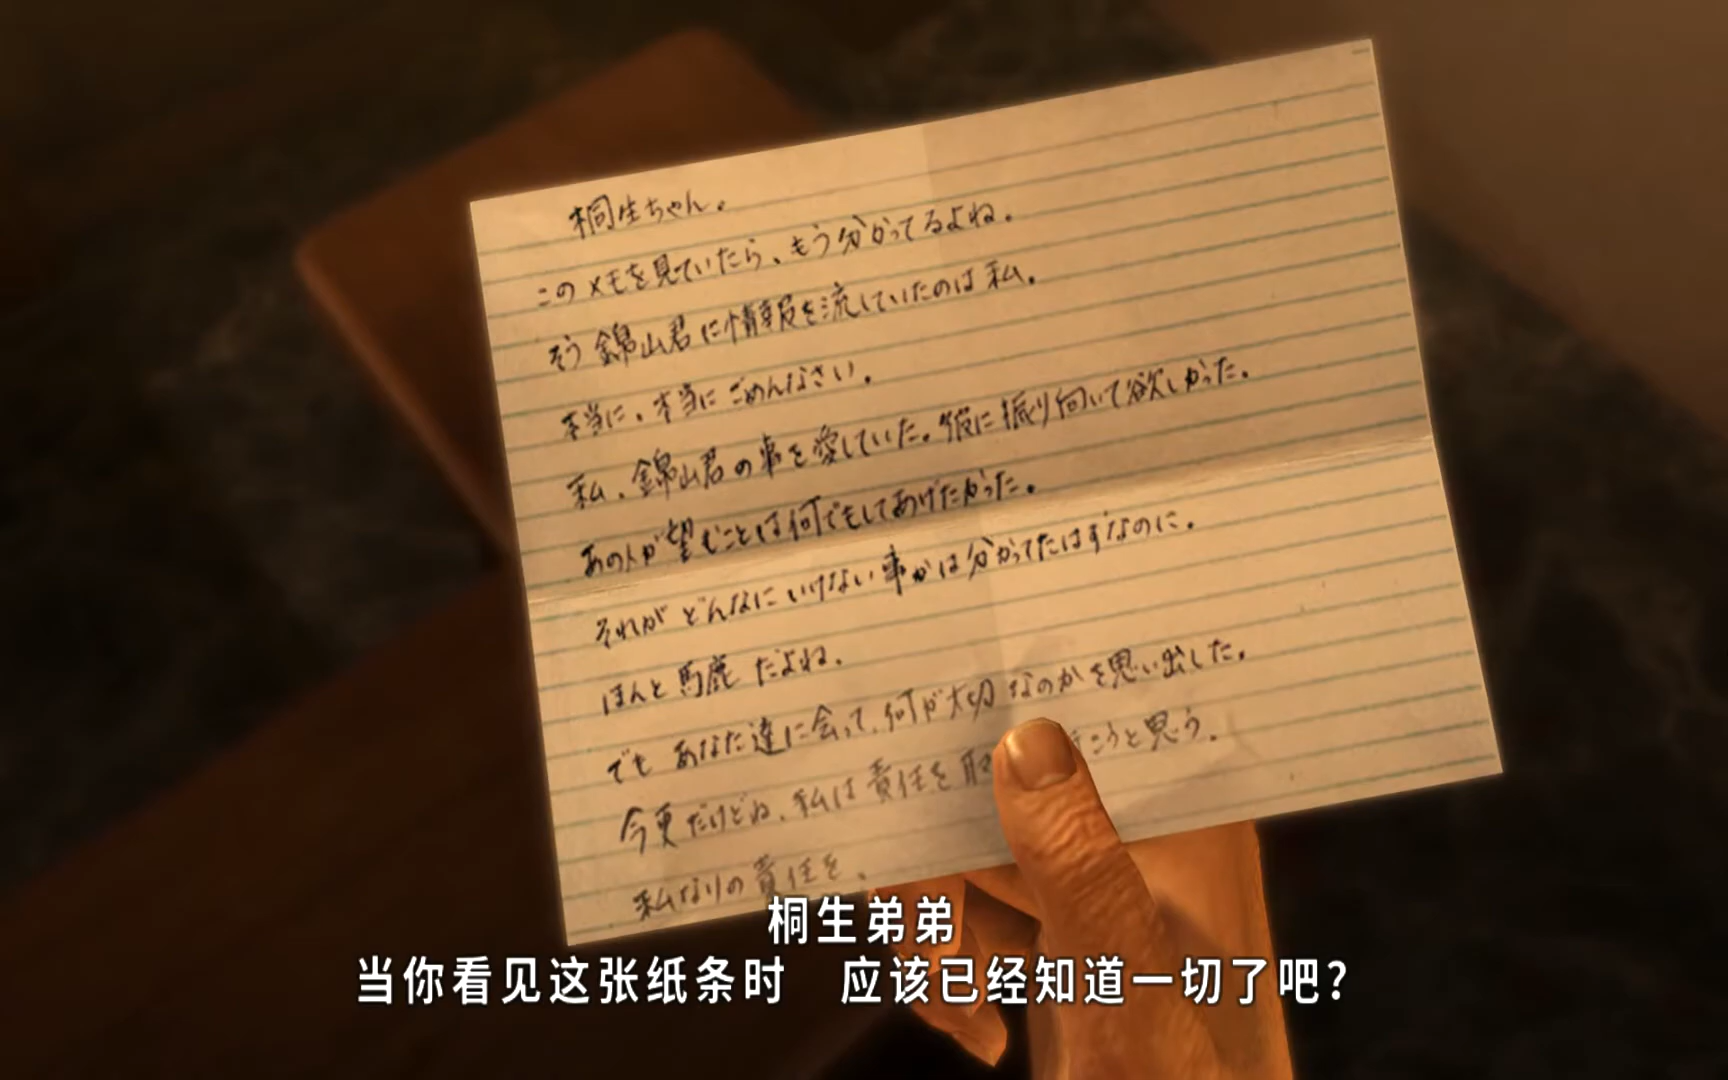 桐生ちゃん。
このメモを見ていたら、もう分かってるよね。
そう 錦山君に情報を流していたのは私。
本当に、本当にごめんなさい。
私、錦山君の事を愛していた。彼に振り向いて欲しかった。
あの人が望むことは何でもしてあげたかった。
それがどんなにいけない事かは分かってたはずなのに。
ほんと馬鹿だよね。
でも あなた達に会って、何が大切なのかを思い出した。
今更だけどね、私は責任を取 こうと思う。
私なりの責任を。
桐生弟弟
当你看见这张纸条时 应该已经知道一切了吧?